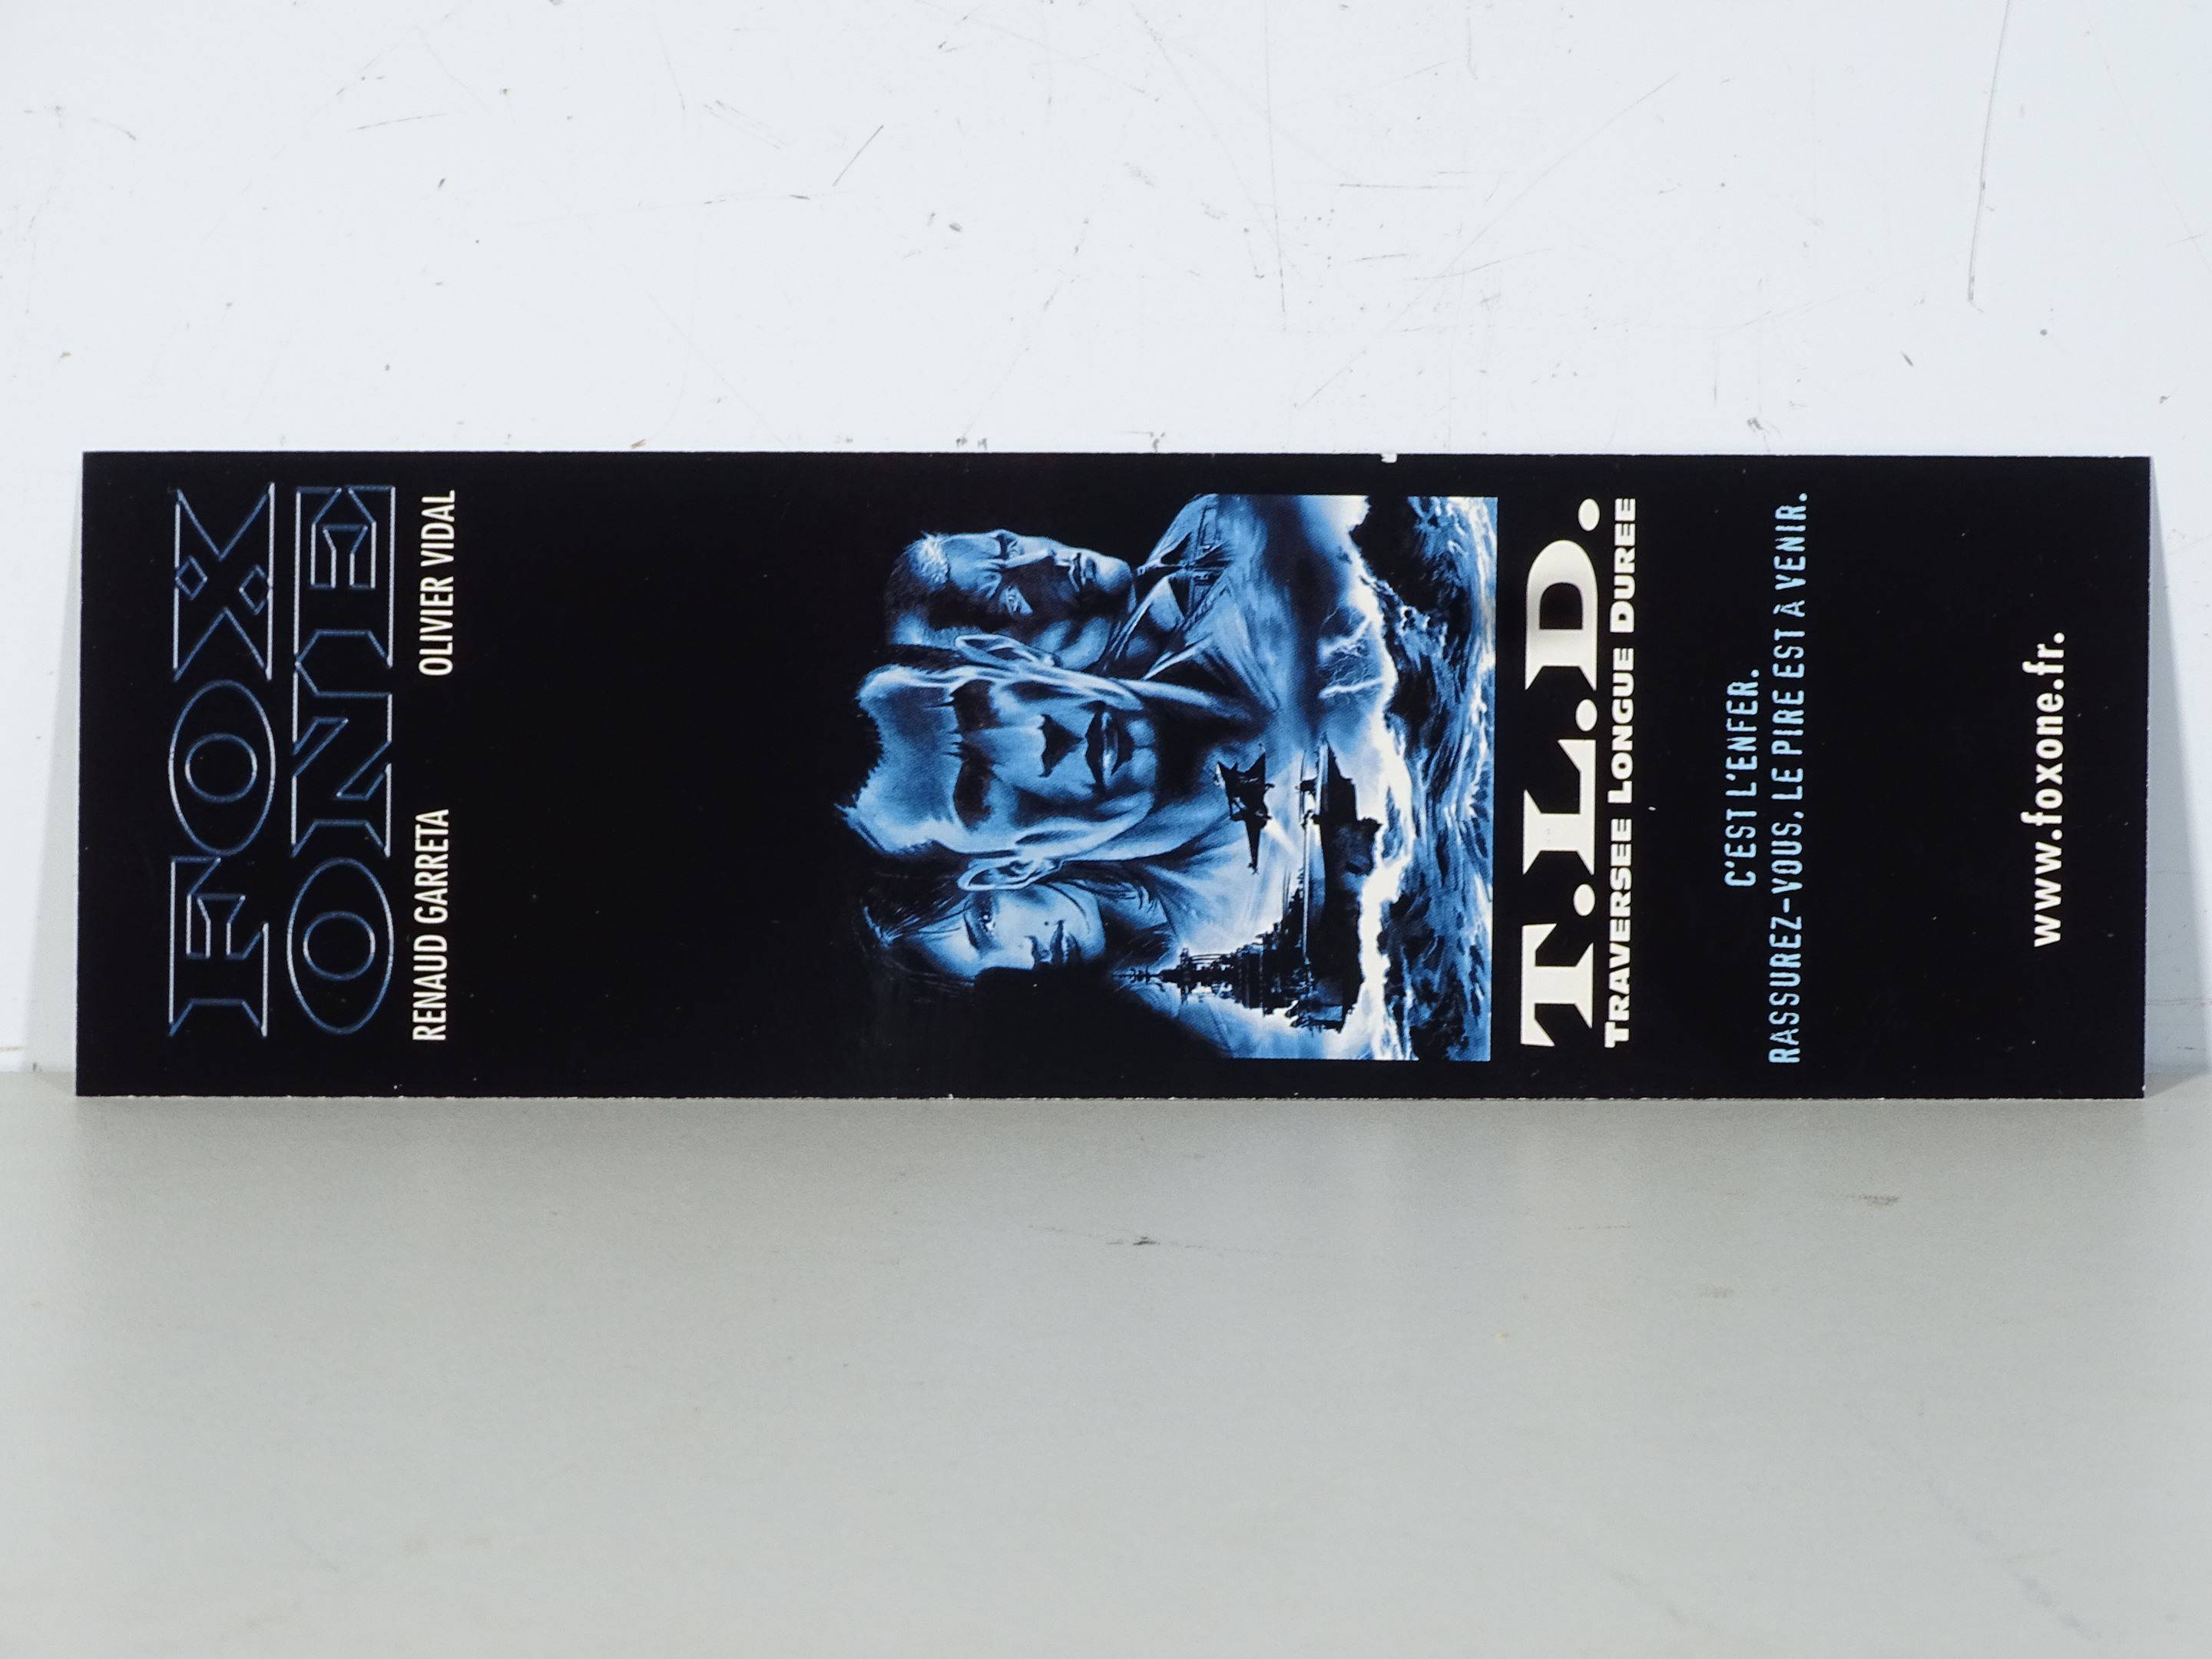 FOX
ONE
RENAUD GARRETA OLIVIER VIDAL
T.L.D.
TRAVERSEE LONGUE DUREE
C'EST L'ENFER.
RASSUREZ-VOUS, LE PIRE EST À VENIR.
www.foxone.fr.